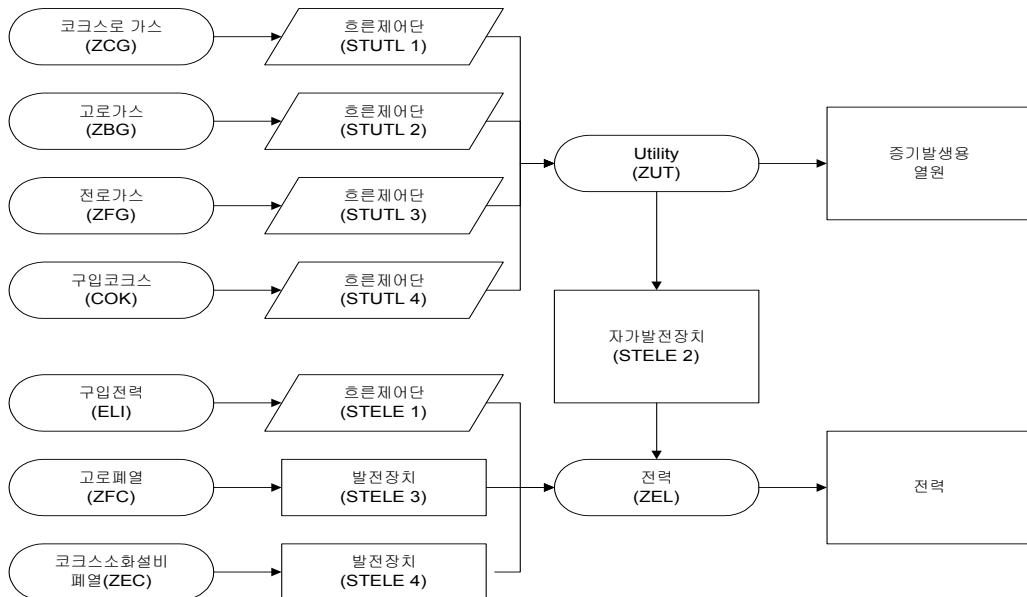 코크스로 가스
(ZCG)
흐른제어단
(STUTL 1)
고로가스
(ZBG)
흐른제어단
(STUTL 2)
Utility
(ZUT)
증기발생용
열원
전로가스
(ZFG)
흐른제어단
(STUTL 3)
구입코크스
(COK)
흐른제어단
(STUTL 4)
자가발전장치
(STELE 2)
구입전력
(ELI)
흐른제어단
(STELE 1)
고로폐열
(ZFC)
발전장치
(STELE 3)
전력
(ZEL)
전력
코크스소화설비
폐열(ZEC)
발전장치
(STELE 4)